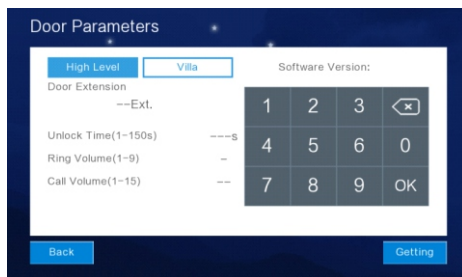 Door Parameters
High Level Villa Software Version:
Door Extension
--Ext.
1 2 3
Unlock Time(1-150s) ---s
4 5 6 0
Ring Volume(1-9) -
Call Volume(1-15) --
7 8 9 OK
Back Getting